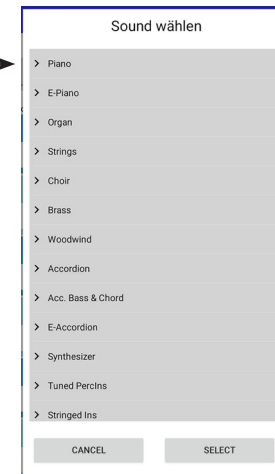 Sound wählen
Piano
E-Piano
Organ
Strings
Choir
Brass
Woodwind
Accordion
Acc. Bass & Chord
E-Accordion
Synthesizer
Tuned PercIns
Stringed Ins
CANCEL SELECT